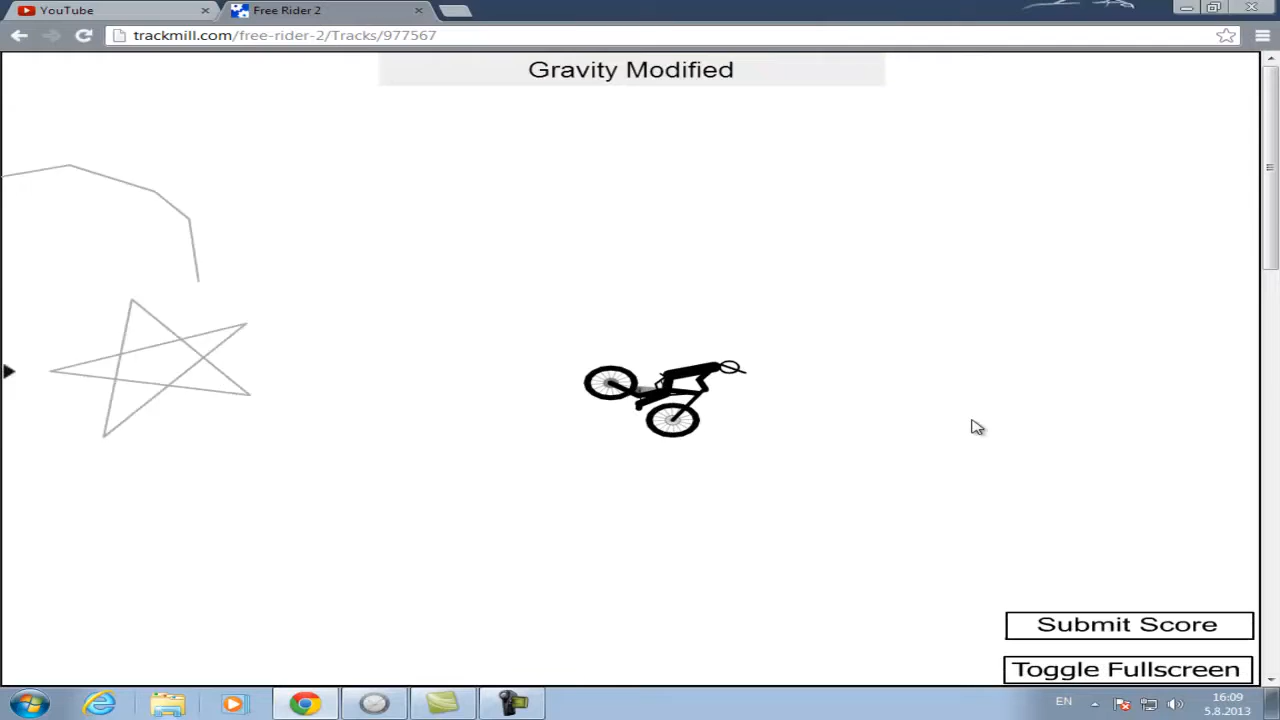 YouTube
Free Rider 2
trackmill.com/free-rider-2/Tracks/977567
Gravity Modified
Submit Score
Toggle Fullscreen
EN
16:09
5.8.2013